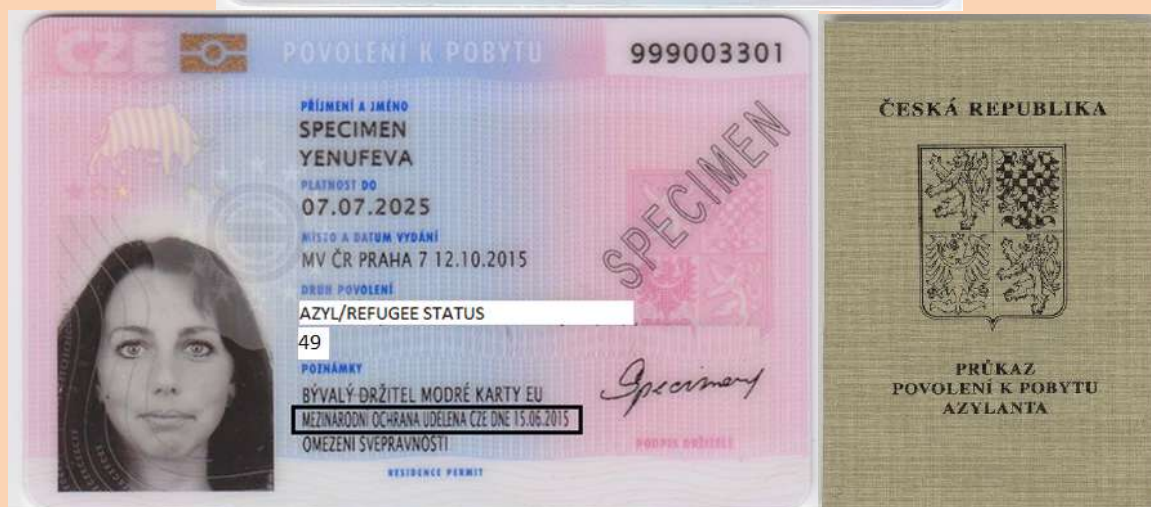 CZE
POVOLENÍ K POBYTU
999003301
PŘÍJMENÍ A JMÉNO
SPECIMEN
YENUFEVA
PLATNOST DO
07.07.2025
MÍSTO A DATUM VYDÁNÍ
MV ČR PRAHA 7 12.10.2015
DRUH POVOLENÍ
AZYL/REFUGEE STATUS
49
POZNÁMKY
BÝVALÝ DRŽITEL MODRÉ KARTY EU
MEZINARODNI OCHRANA UDELENA CZE DNE 15.06.2015
OMEZENÍ SVÉPRAVNOSTI
RESIDENCE PERMIT
SPECIMEN
Specimen
PODPIS DRŽITELE
ČESKÁ REPUBLIKA
PRŮKAZ
POVOLENÍ K POBYTU
AZYLANTA